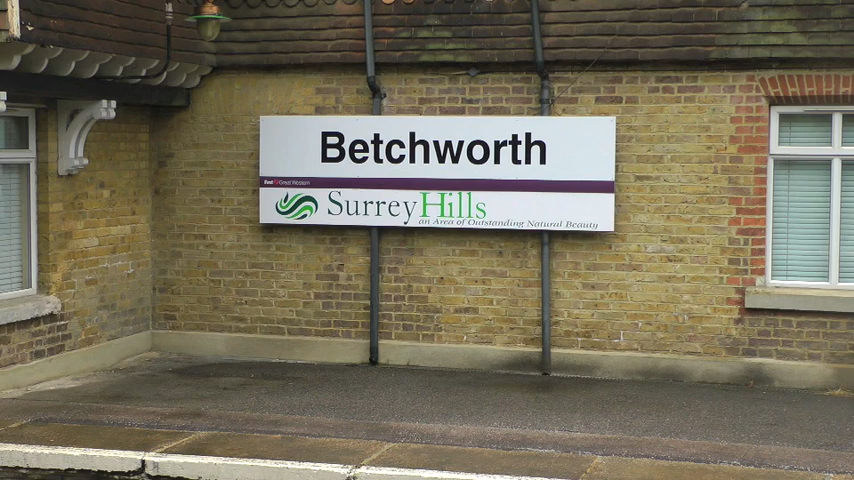 Betchworth
First Great Western
SurreyHills
an Area of Outstanding Natural Beauty